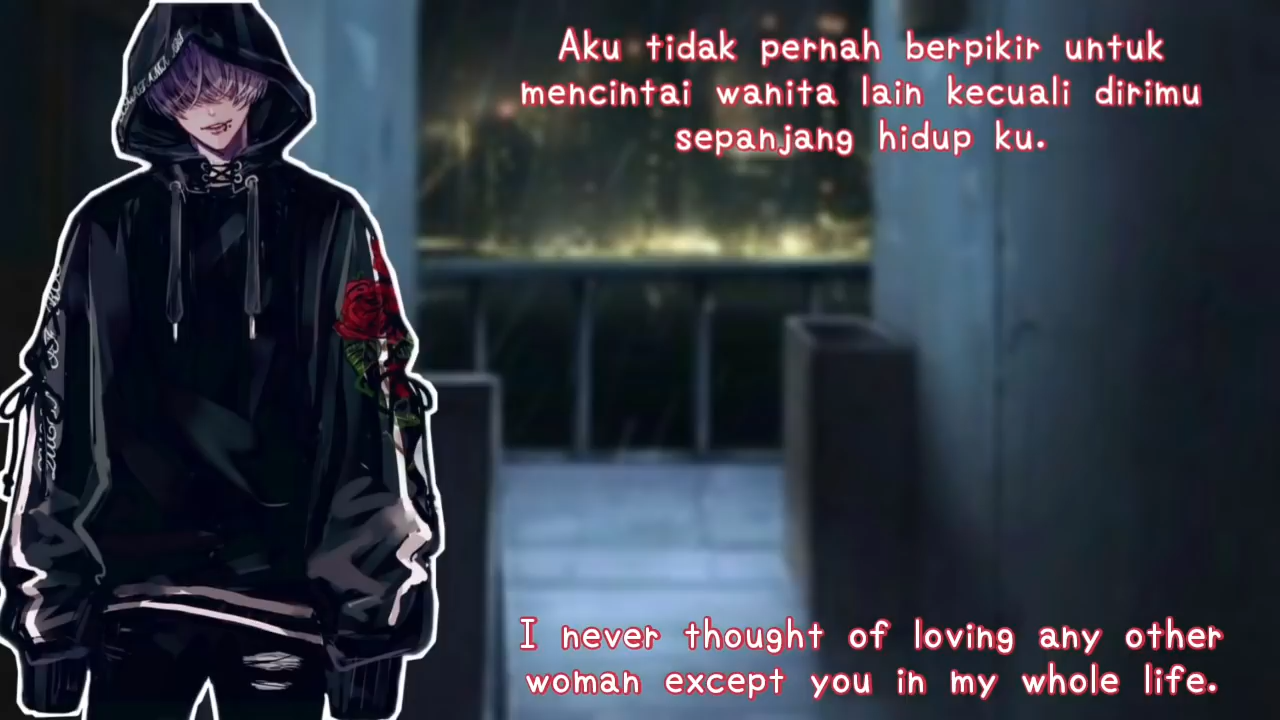 Aku tidak pernah berpikir untuk
mencintai wanita lain kecuali dirimu
sepanjang hidup ku.
I never thought of loving any other
woman except you in my whole life.